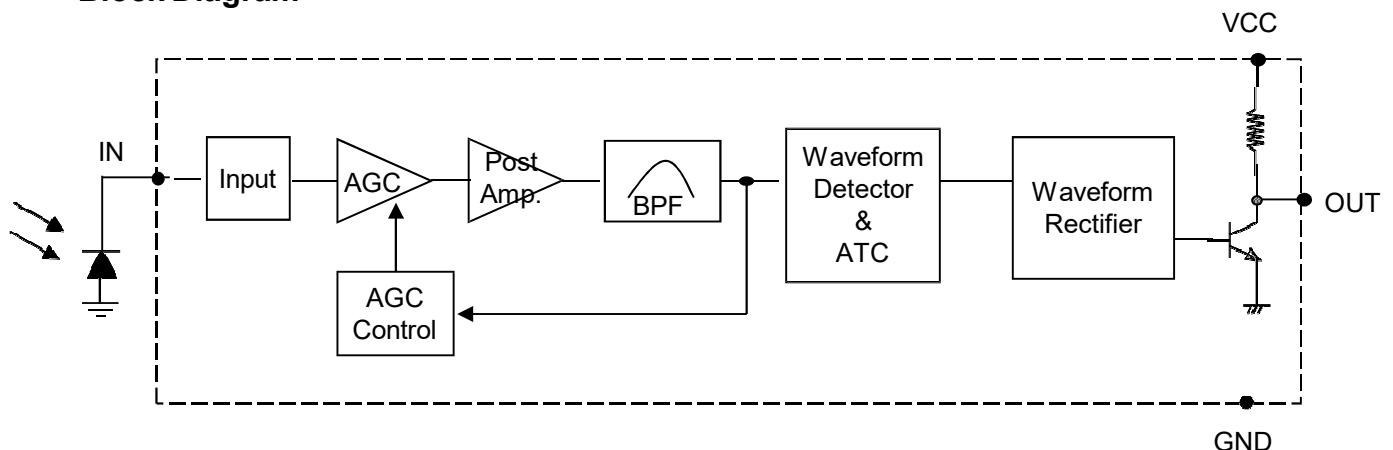 Block Diagram
VCC
IN
Input
AGC
Post
Amp.
BPF
Waveform
Detector
&
ATC
Waveform
Rectifier
OUT
AGC
Control
GND